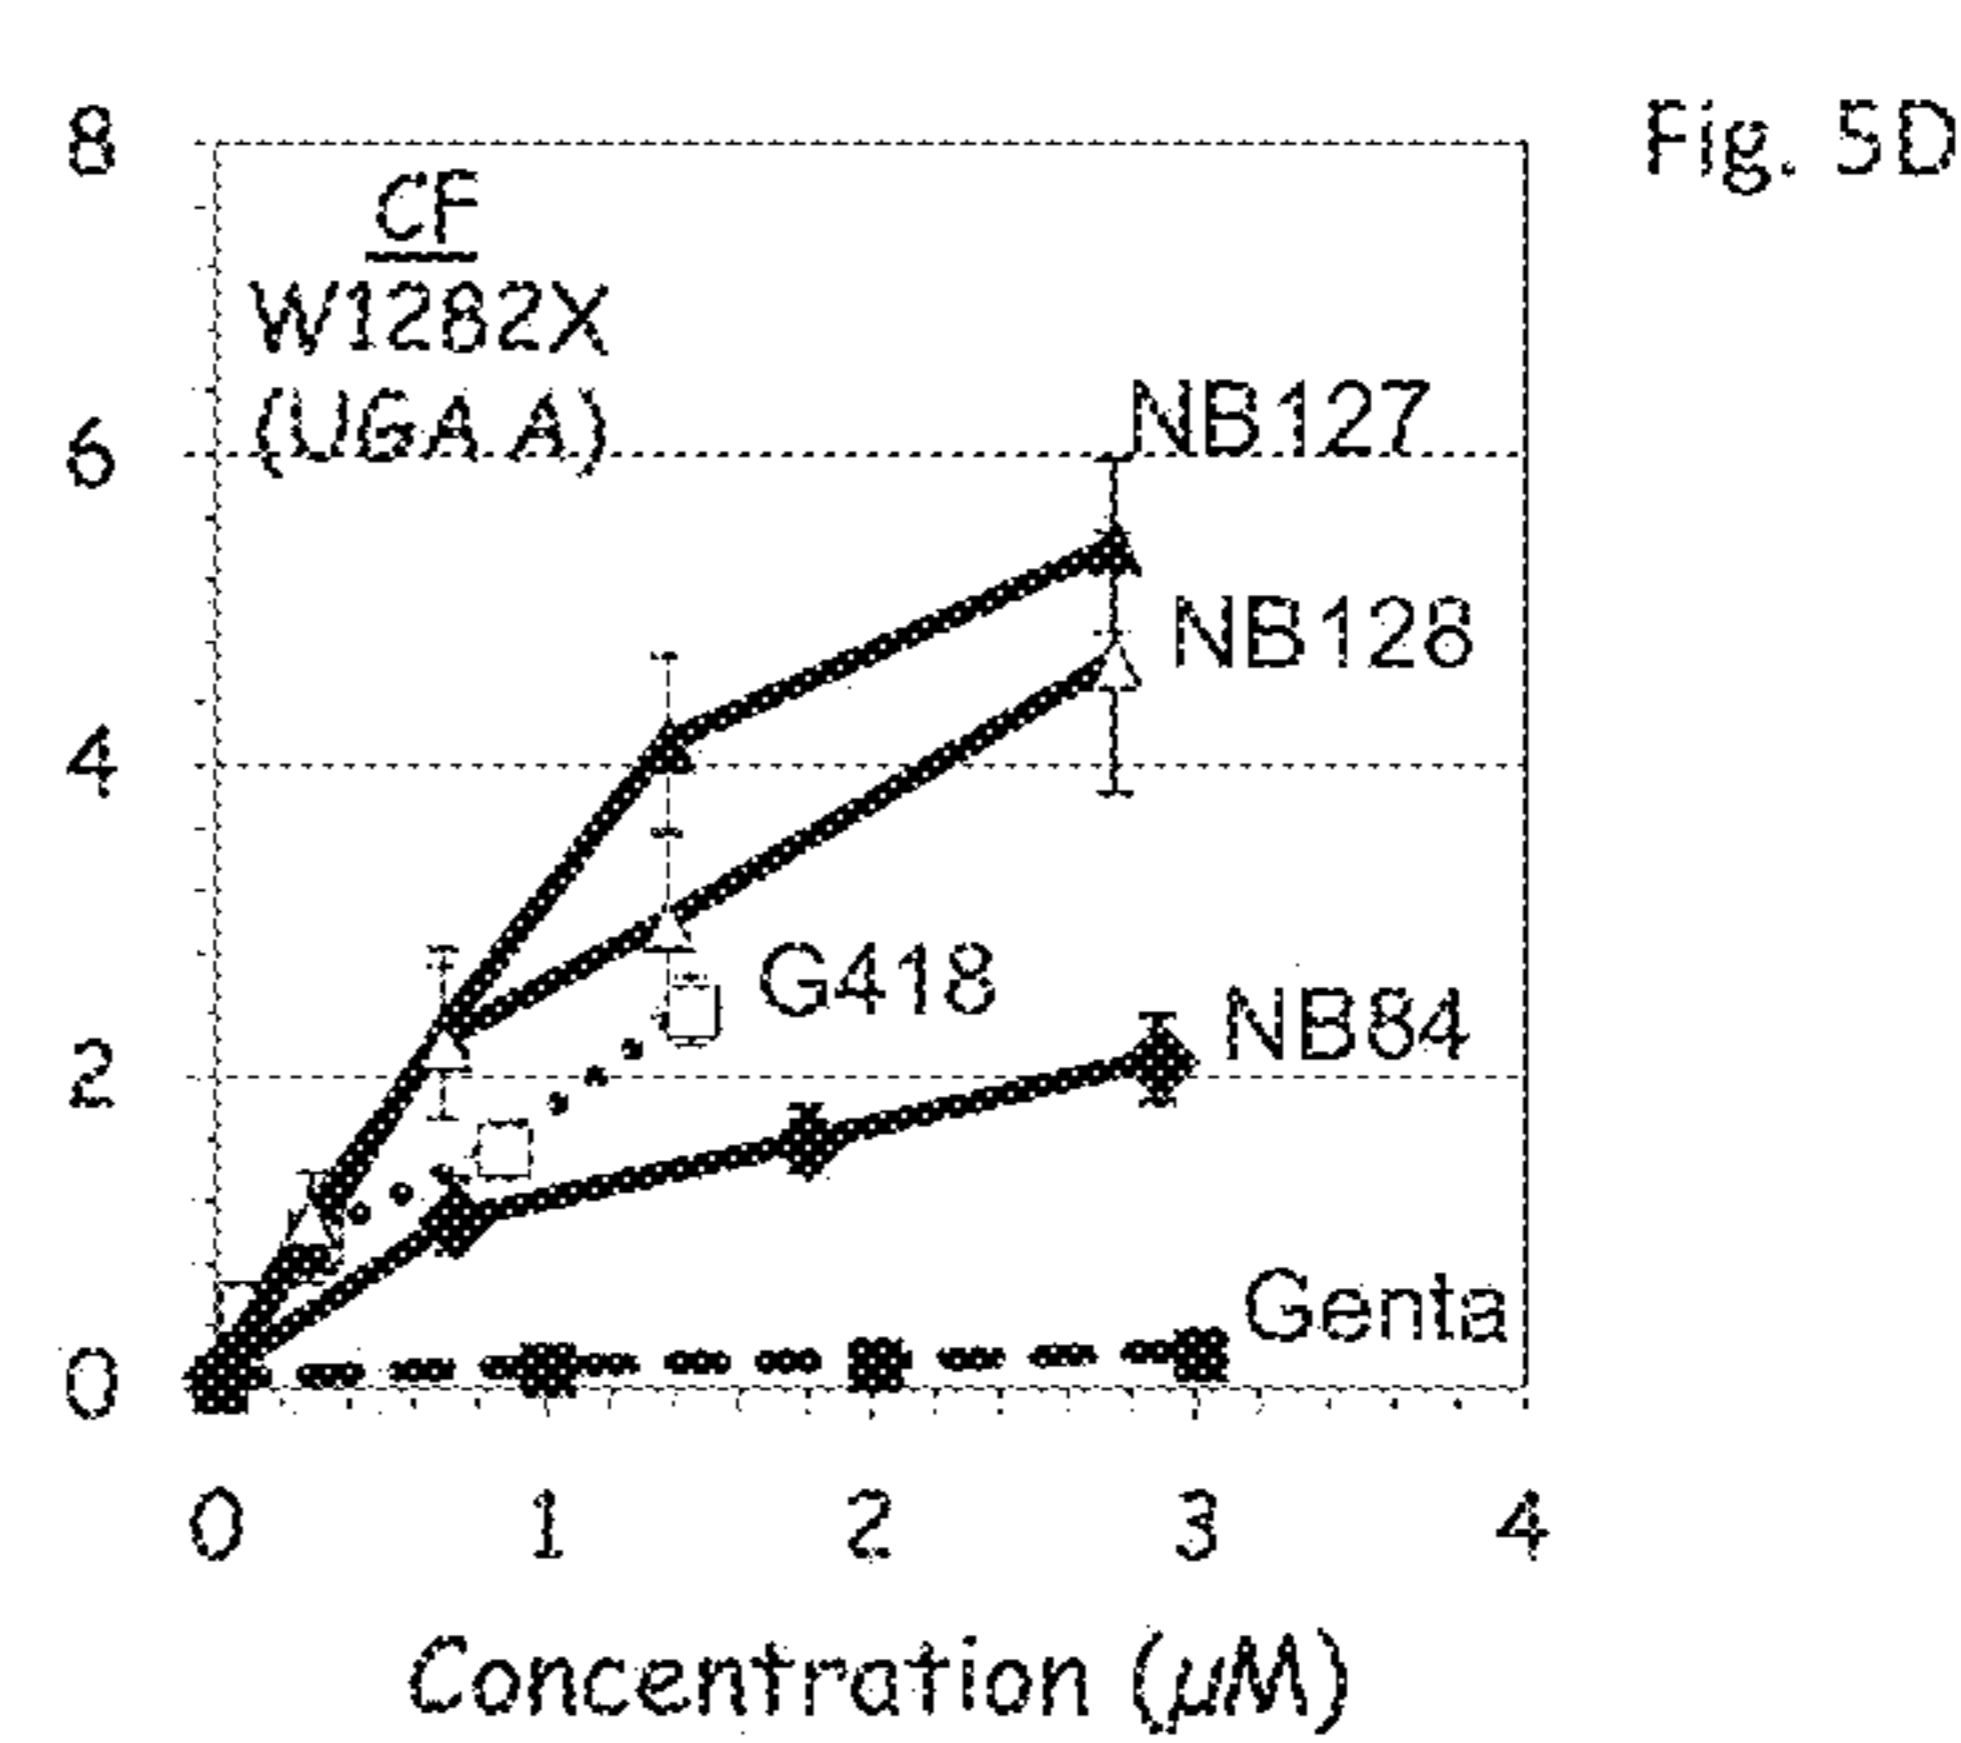 Fig. 5D
8
CF
W1282X
(UGA A)
6
NB127
NB128
4
G418
NB84
2
Genta
0
0 1 2 3 4
Concentration (µM)